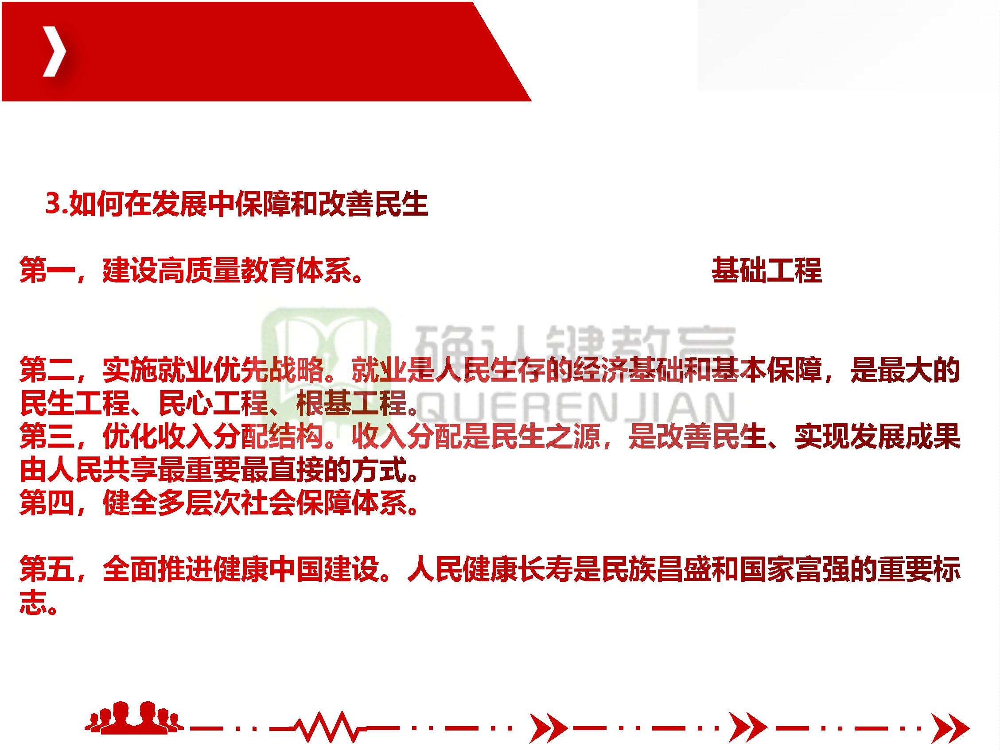 3.如何在发展中保障和改善民生
第一，建设高质量教育体系。 基础工程
确认键教育
第二，实施就业优先战略。就业是人民生存的经济基础和基本保障，是最大的
民生工程、民心工程、根基工程。
QUERENJIAN
第三，优化收入分配结构。收入分配是民生之源，是改善民生、实现发展成果
由人民共享最重要最直接的方式。
第四，健全多层次社会保障体系。
第五，全面推进健康中国建设。人民健康长寿是民族昌盛和国家富强的重要标
志。